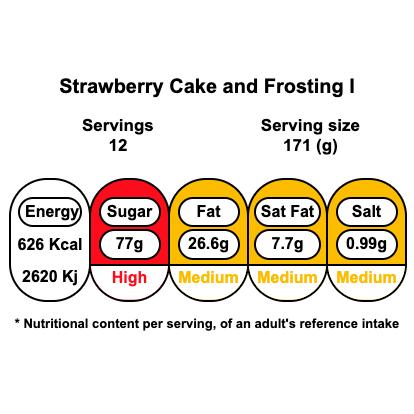 Strawberry Cake and Frosting I
Servings
12
Serving size
171 (g)
Energy
626 Kcal
2620 Kj
Sugar
77g
High
Fat
26.6g
Medium
Sat Fat
7.7g
Medium
Salt
0.99g
Medium
* Nutritional content per serving, of an adult's reference intake